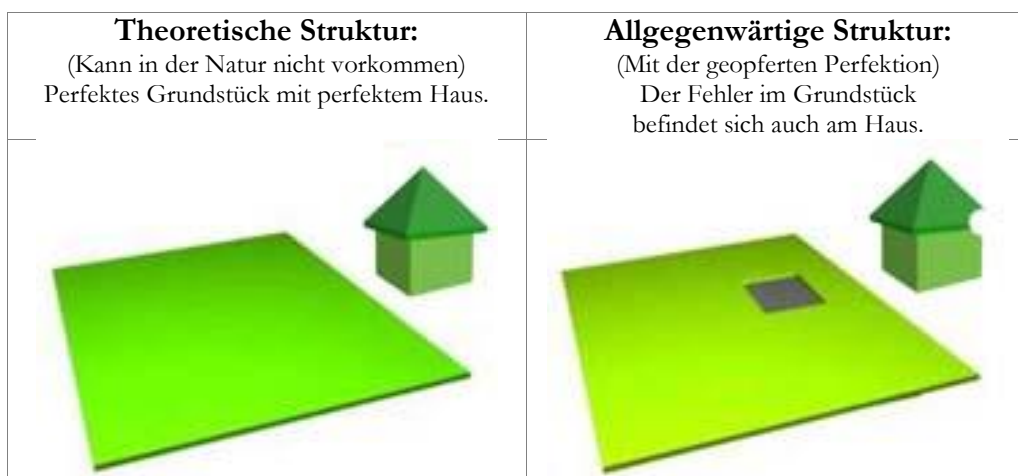 Theoretische Struktur:
(Kann in der Natur nicht vorkommen)
Perfektes Grundstück mit perfektem Haus.
Allgegenwärtige Struktur:
(Mit der geopferten Perfektion)
Der Fehler im Grundstück
befindet sich auch am Haus.